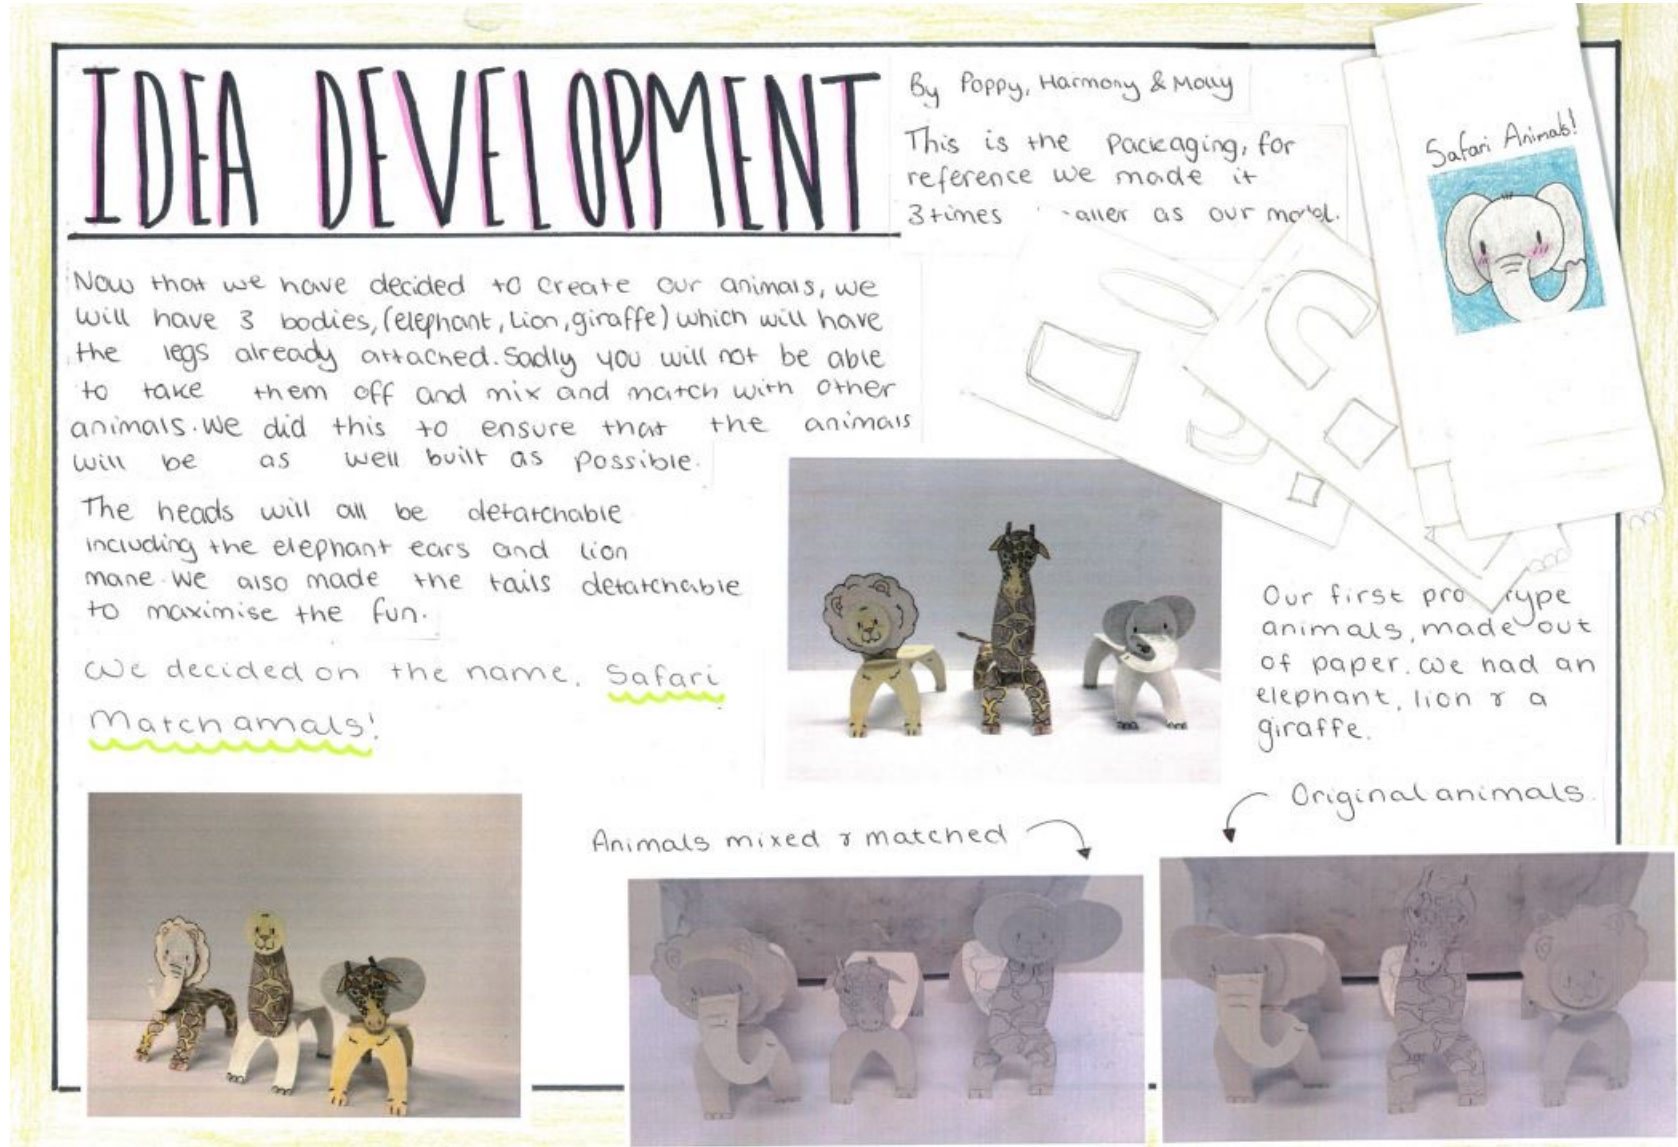 IDEA DEVELOPMENT
By Poppy, Harmony & Molly
This is the packaging, for
reference we made it
3 times aller as our model.
Safari Animals!
Now that we have decided to create our animals, we
will have 3 bodies, (elephant, lion, giraffe) which will have
the legs already attached. Sadly you will not be able
to take them off and mix and match with other
animals. We did this to ensure that the animals
will be as well built as possible.
The heads will all be detatchable
including the elephant ears and lion
mane. We also made the tails detatchable
to maximise the fun.
We decided on the name, Safari
Matchamals!
Our first pro type
animals, made out
of paper. We had an
elephant, lion & a
giraffe.
Original animals.
Animals mixed & matched